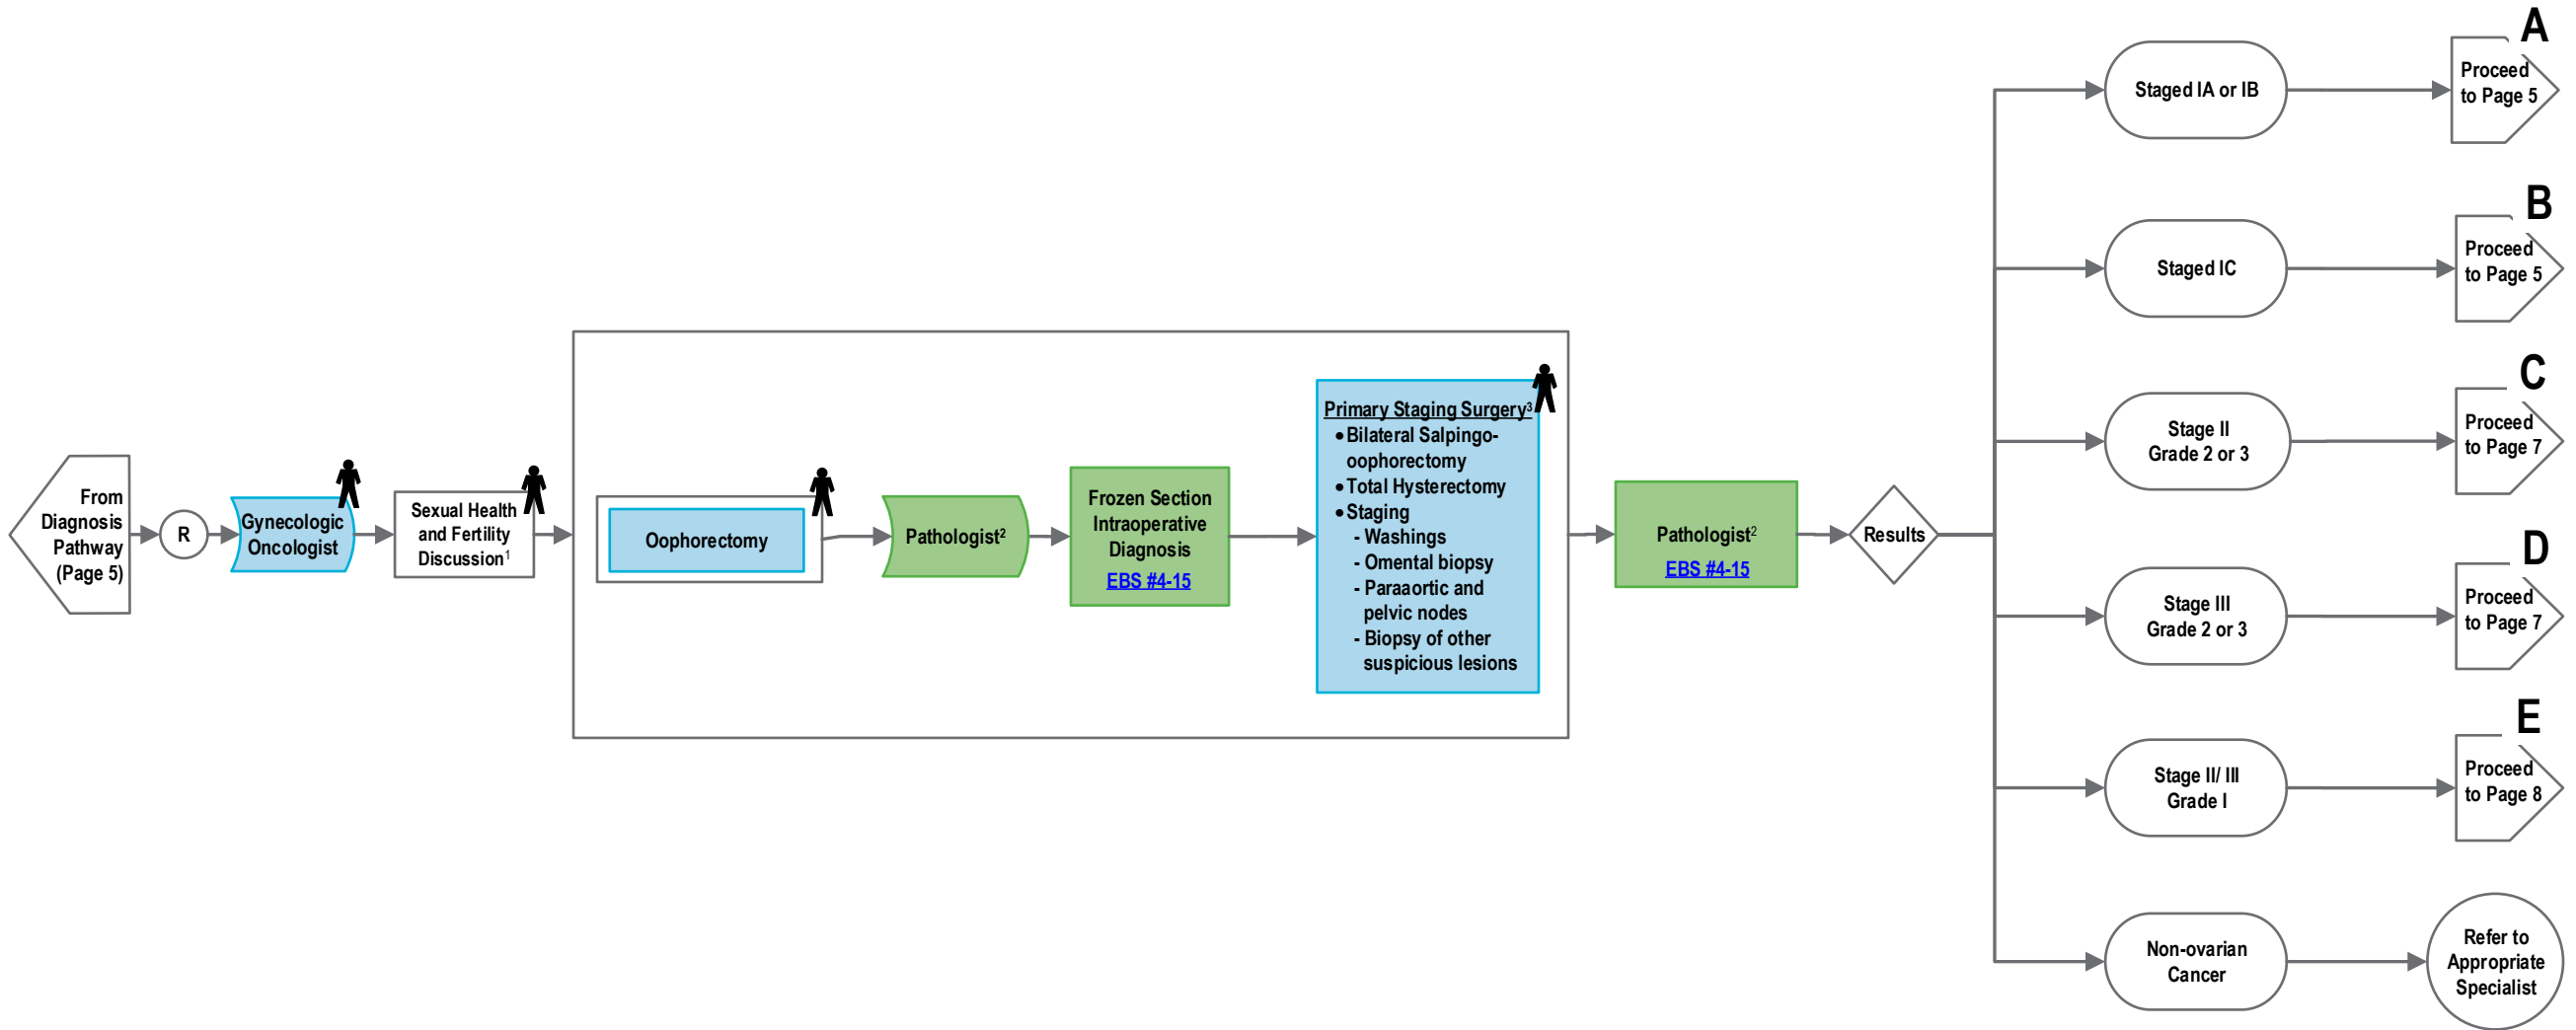 From
Diagnosis
Pathway
(Page 5)
R
Gynecologic
Oncologist
Sexual Health
and Fertility
Discussion1
Oophorectomy
Pathologist2
Frozen Section
Intraoperative
Diagnosis
EBS #4-15
Primary Staging Surgery3
•Bilateral Salpingo-
oophorectomy
•Total Hysterectomy
•Staging
- Washings
- Omental biopsy
- Paraaortic and
pelvic nodes
- Biopsy of other
suspicious lesions
Pathologist2
EBS #4-15
Results
Staged IA or IB
A
Proceed
to Page 5
Staged IC
B
Proceed
to Page 5
Stage II
Grade 2 or 3
C
Proceed
to Page 7
Stage III
Grade 2 or 3
D
Proceed
to Page 7
Stage II/ III
Grade I
E
Proceed
to Page 8
Non-ovarian
Cancer
Refer to
Appropriate
Specialist